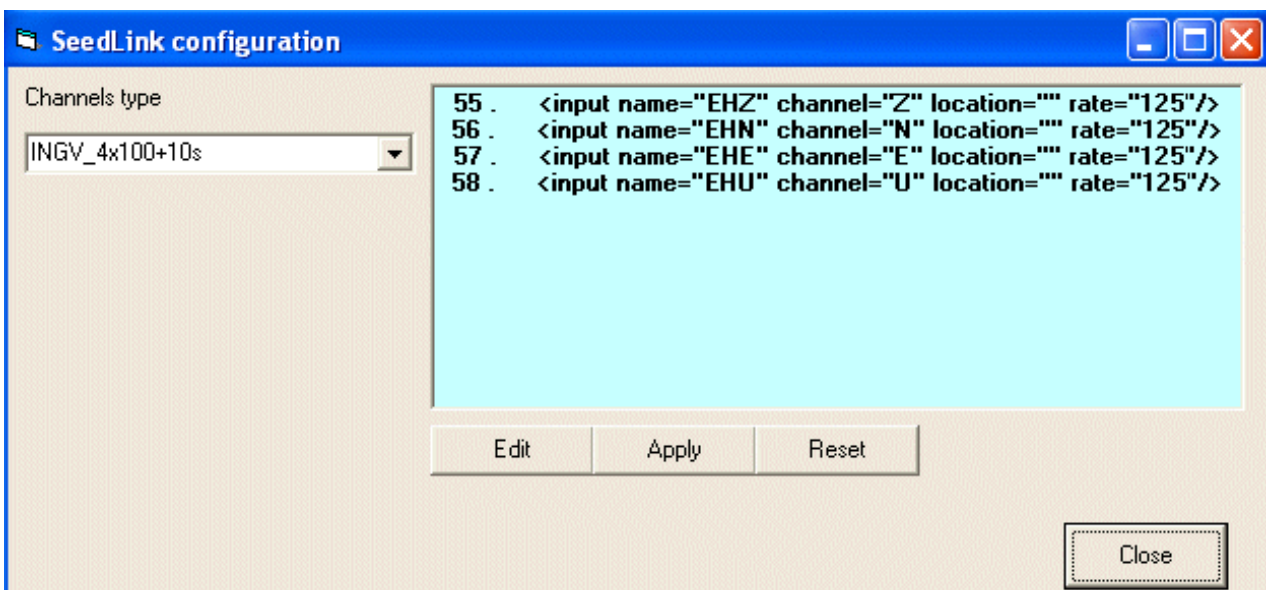 SeedLink configuration
Channels type
INGV_4x100+10s
55 . <input name="EHZ" channel="Z" location="" rate="125"/>
56 . <input name="EHN" channel="N" location="" rate="125"/>
57 . <input name="EHE" channel="E" location="" rate="125"/>
58 . <input name="EHU" channel="U" location="" rate="125"/>
Edit Apply Reset
Close